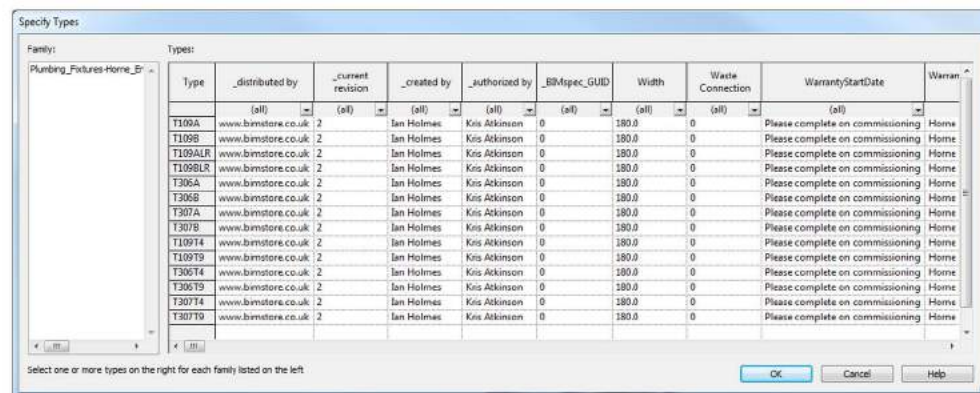 Specify Types
Family: Types:
Plumbing_Fixtures-Horne_Er
Type _distributed by _current revision _created by _authorized by _BIMspec_GUID Width Waste Connection WarrantyStartDate Warran
(all) (all) (all) (all) (all) (all) (all) (all)
T109A www.bimstore.co.uk 2 Ian Holmes Kris Atkinson 0 180.0 0 Please complete on commissioning Horne
T109B www.bimstore.co.uk 2 Ian Holmes Kris Atkinson 0 180.0 0 Please complete on commissioning Horne
T109ALR www.bimstore.co.uk 2 Ian Holmes Kris Atkinson 0 180.0 0 Please complete on commissioning Horne
T109BLR www.bimstore.co.uk 2 Ian Holmes Kris Atkinson 0 180.0 0 Please complete on commissioning Horne
T306A www.bimstore.co.uk 2 Ian Holmes Kris Atkinson 0 180.0 0 Please complete on commissioning Horne
T306B www.bimstore.co.uk 2 Ian Holmes Kris Atkinson 0 180.0 0 Please complete on commissioning Horne
T307A www.bimstore.co.uk 2 Ian Holmes Kris Atkinson 0 180.0 0 Please complete on commissioning Horne
T307B www.bimstore.co.uk 2 Ian Holmes Kris Atkinson 0 180.0 0 Please complete on commissioning Horne
T109T4 www.bimstore.co.uk 2 Ian Holmes Kris Atkinson 0 180.0 0 Please complete on commissioning Horne
T109T9 www.bimstore.co.uk 2 Ian Holmes Kris Atkinson 0 180.0 0 Please complete on commissioning Horne
T306T4 www.bimstore.co.uk 2 Ian Holmes Kris Atkinson 0 180.0 0 Please complete on commissioning Horne
T306T9 www.bimstore.co.uk 2 Ian Holmes Kris Atkinson 0 180.0 0 Please complete on commissioning Horne
T307T4 www.bimstore.co.uk 2 Ian Holmes Kris Atkinson 0 180.0 0 Please complete on commissioning Horne
T307T9 www.bimstore.co.uk 2 Ian Holmes Kris Atkinson 0 180.0 0 Please complete on commissioning Horne
Select one or more types on the right for each family listed on the left
OK Cancel Help